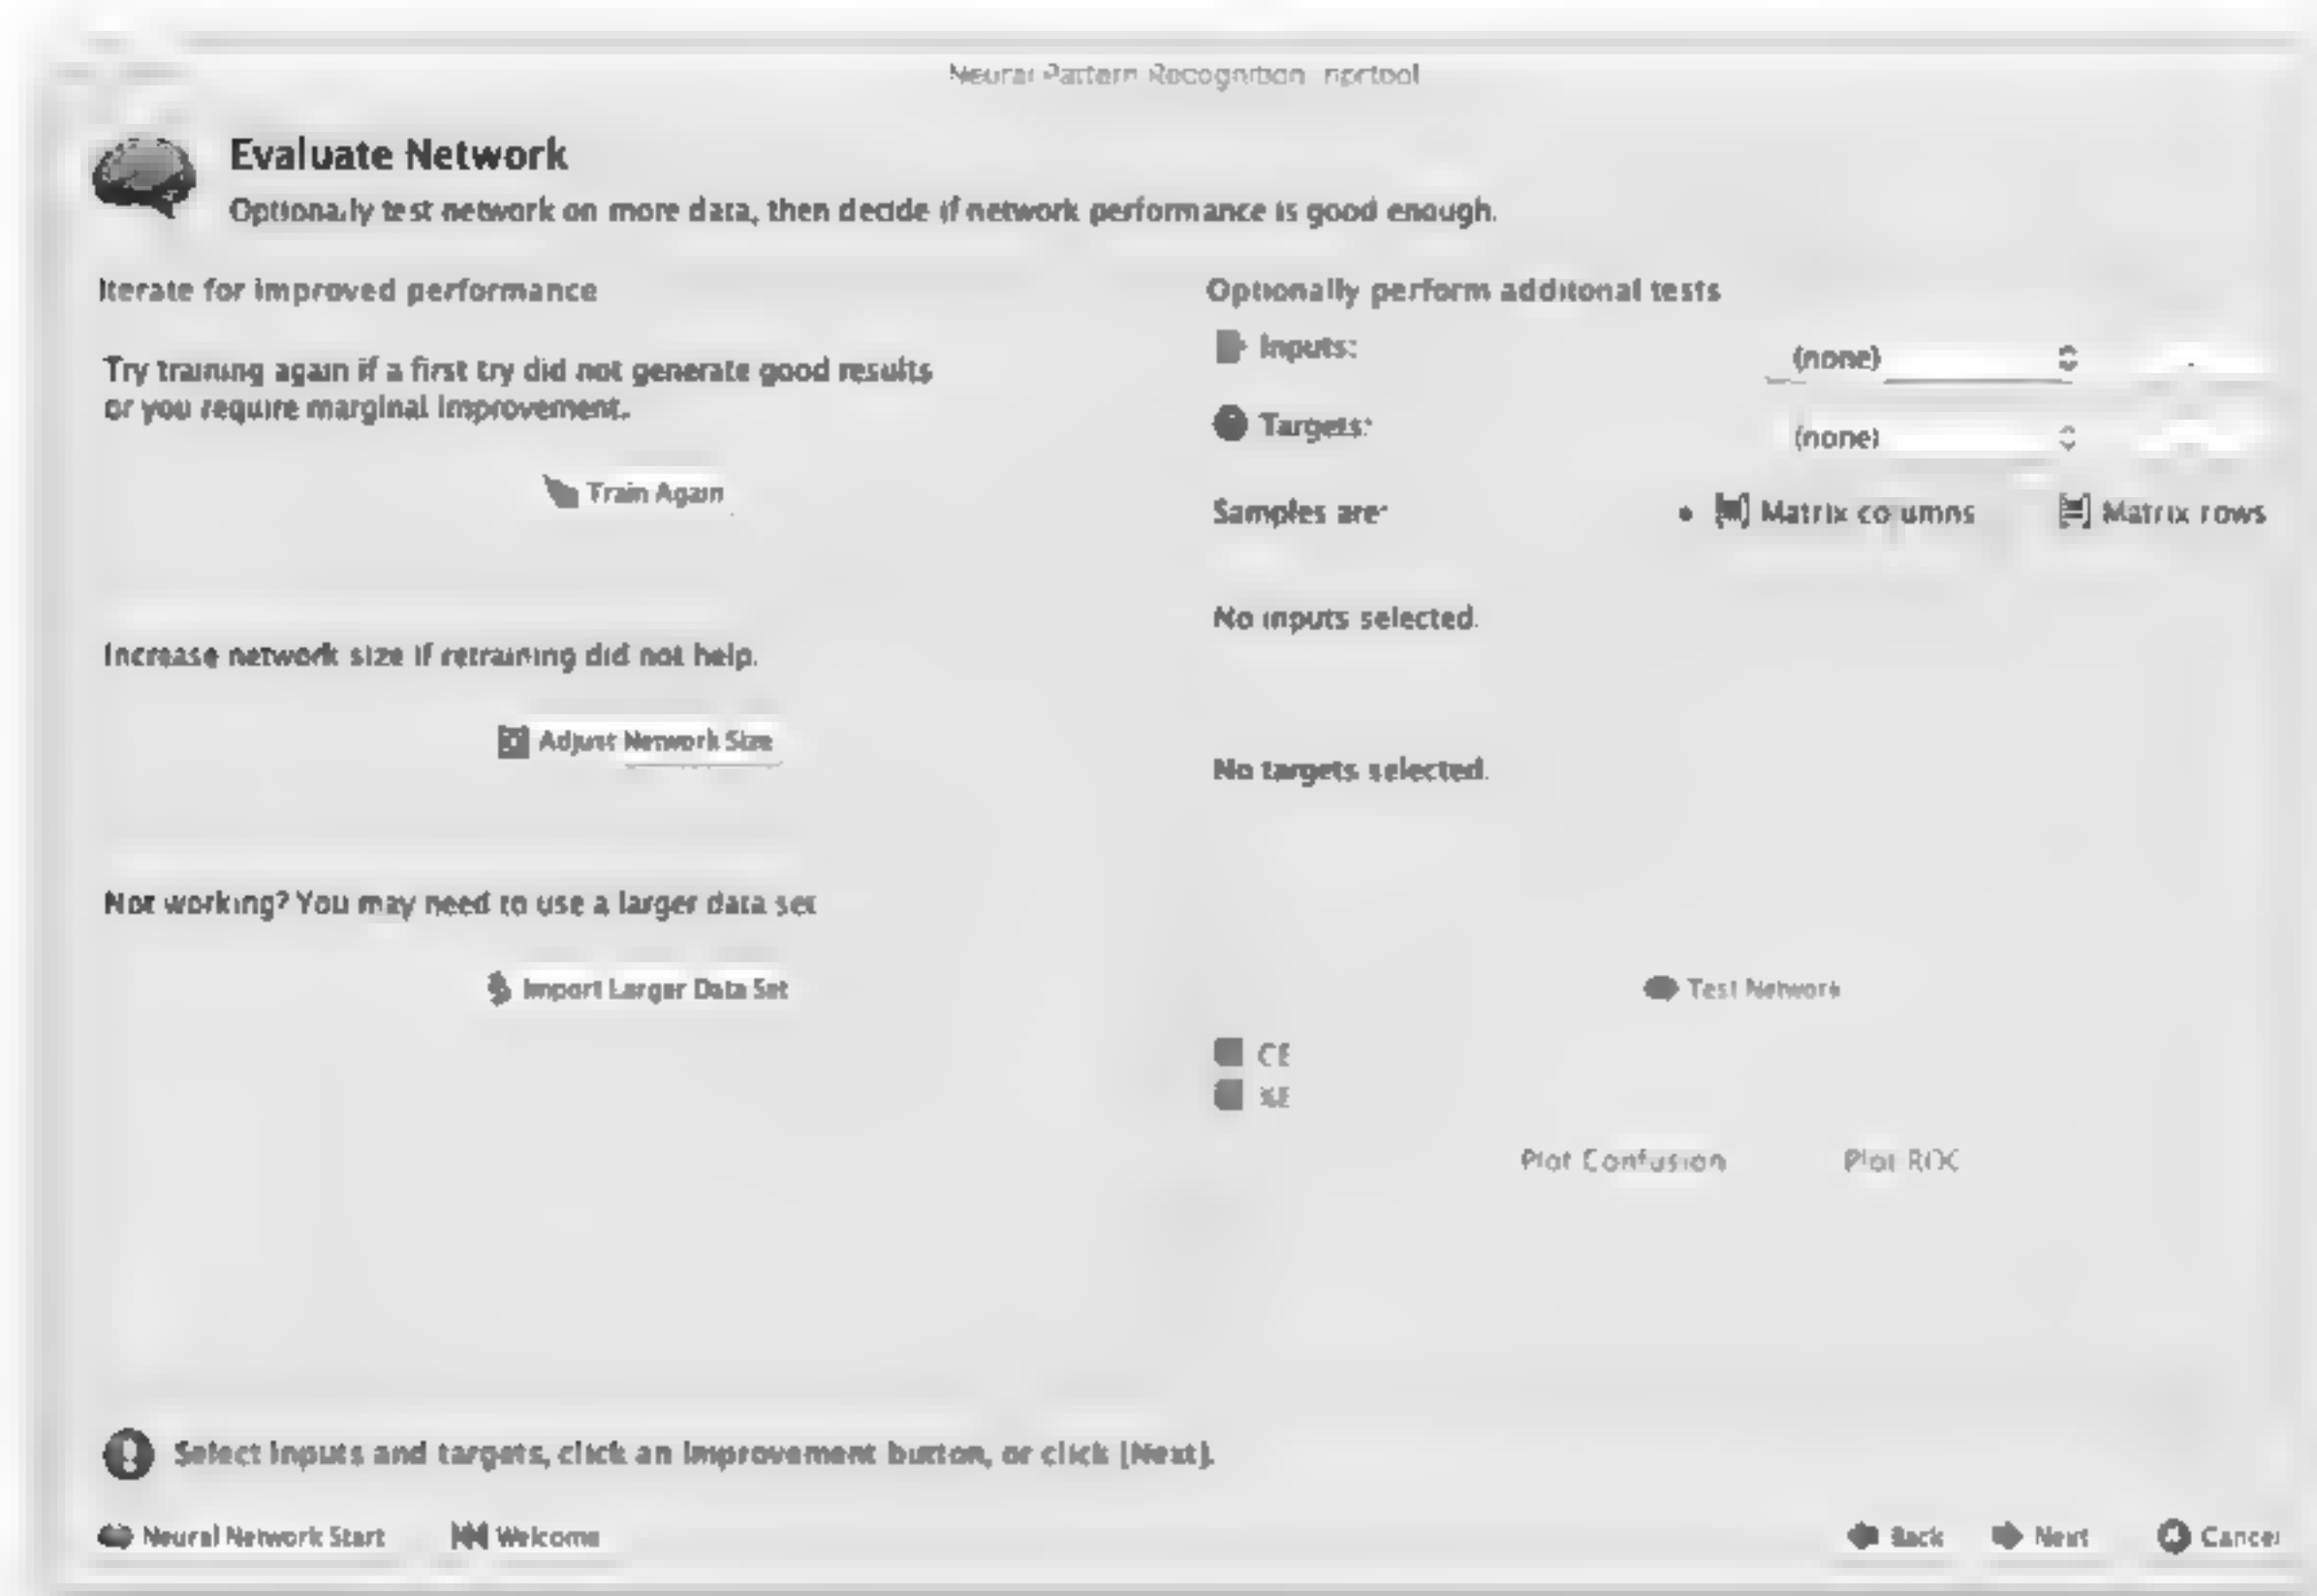 Neural Pattern Recognition nprtool
Evaluate Network
Optionally test network on more data, then decide if network performance is good enough.
Iterate for improved performance
Try training again if a first try did not generate good results
or you require marginal improvement.
Train Again
Increase network size if retraining did not help.
Adjust Network Size
Not working? You may need to use a larger data set
Import Larger Data Set
Optionally perform additonal tests
Inputs: (none)
Targets: (none)
Samples are: Matrix columns Matrix rows
No inputs selected.
No targets selected.
Test Network
CE
%E
Plot Confusion Plot ROC
Select inputs and targets, click an improvement button, or click [Next].
Neural Network Start Welcome Back Next Cancel